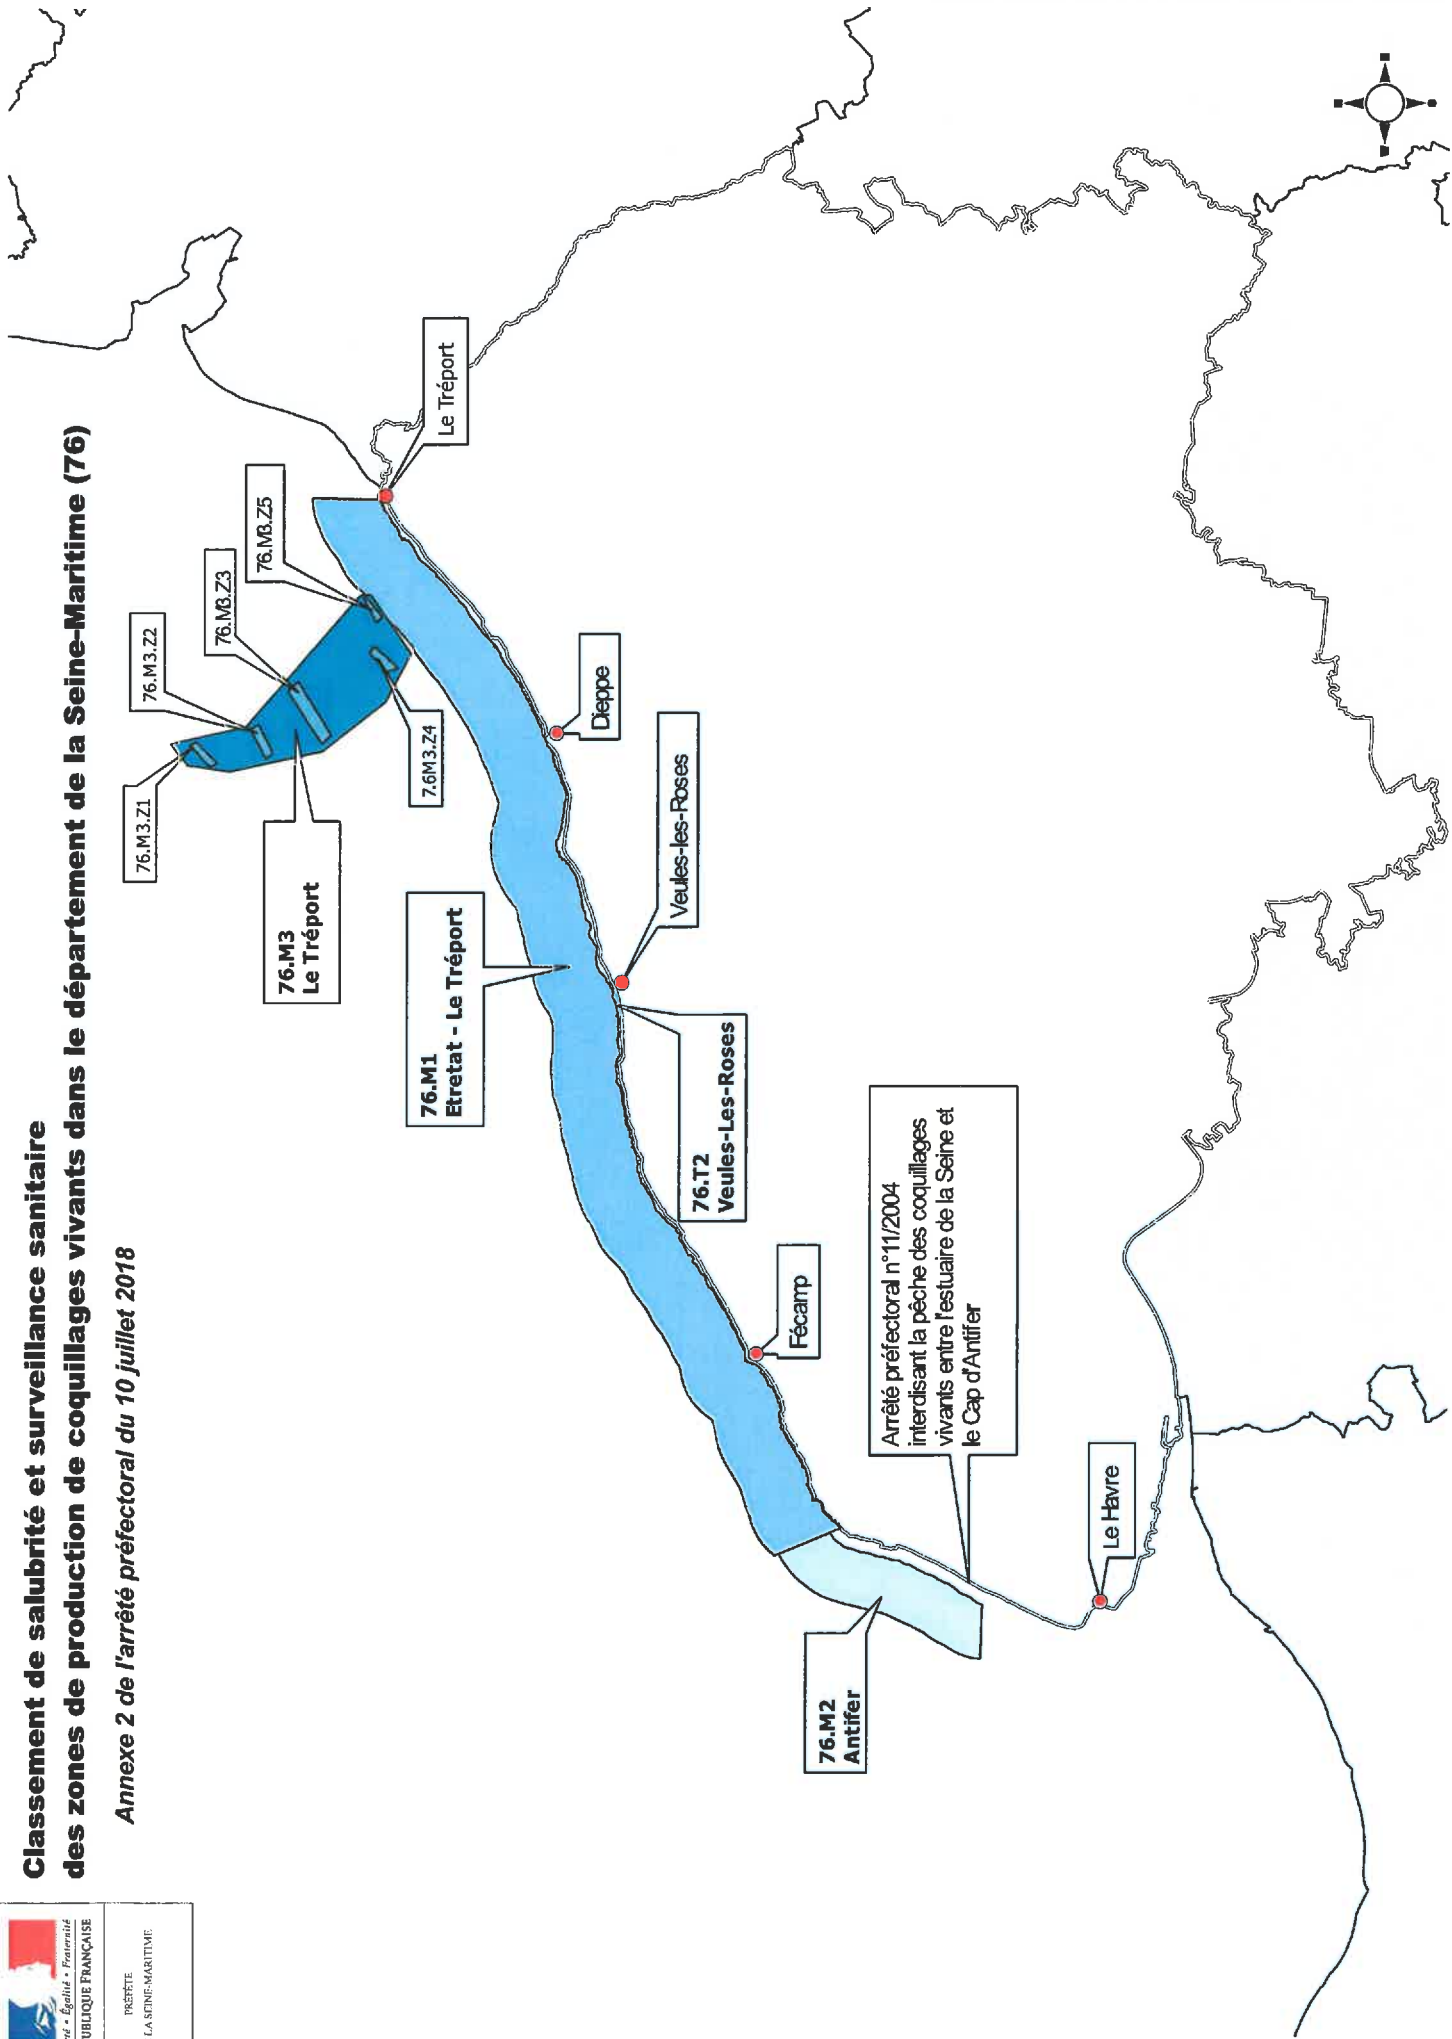 Classement de salubrité et surveillance sanitaire
des zones de production de coquillages vivants dans le département de la Seine-Maritime (76)
Annexe 2 de l'arrêté préfectoral du 10 juillet 2018
Égalité • Fraternité
UBLIQUE FRANÇAISE
PRÉFÈTE
LA SEINE-MARITIME
76.M3.Z1
76.M3.Z2
76.M3.Z3
76.M3.Z5
7.6M3.Z4
76.M3
Le Tréport
Le Tréport
76.M1
Etretat - Le Tréport
Dieppe
Veules-les-Roses
76.T2
Veules-Les-Roses
Fécamp
Arrêté préfectoral n°11/2004
interdisant la pêche des coquillages
vivants entre l'estuaire de la Seine et
le Cap d'Antifer
76.M2
Antifer
Le Havre